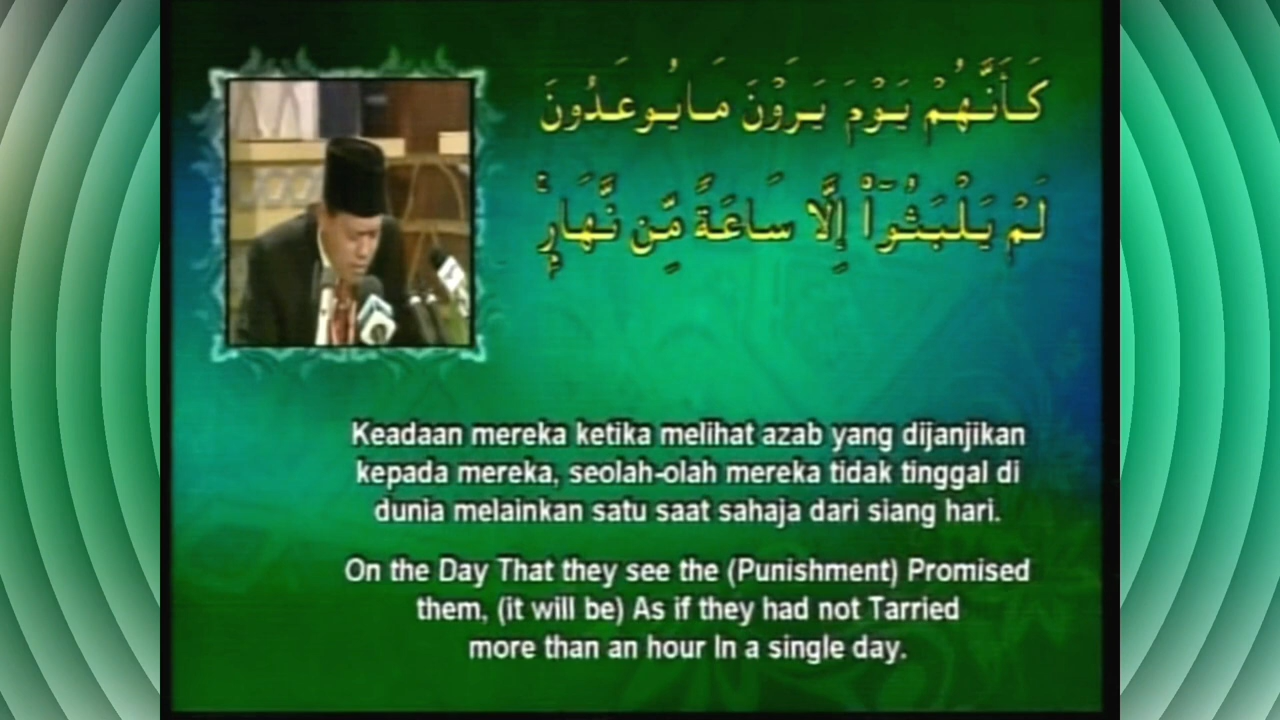 كَأَنَّهُمْ يَوْمَ يَرَوْنَ مَا يُوعَدُونَ
لَمْ يَلْبَثُوٓا۟ إِلَّا سَاعَةً مِّن نَّهَارٍۭ ۚ
Keadaan mereka ketika melihat azab yang dijanjikan
kepada mereka, seolah-olah mereka tidak tinggal di
dunia melainkan satu saat sahaja dari siang hari.
On the Day That they see the (Punishment) Promised
them, (it will be) As if they had not Tarried
more than an hour In a single day.